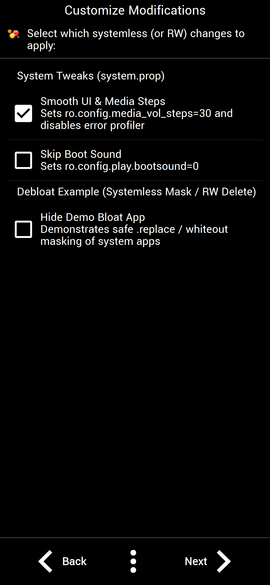 Customize Modifications
Select which systemless (or RW) changes to
apply:
System Tweaks (system.prop)
Smooth UI & Media Steps
Sets ro.config.media_vol_steps=30 and
disables error profiler
Skip Boot Sound
Sets ro.config.play.bootsound=0
Debloat Example (Systemless Mask / RW Delete)
Hide Demo Bloat App
Demonstrates safe .replace / whiteout
masking of system apps
Back
Next